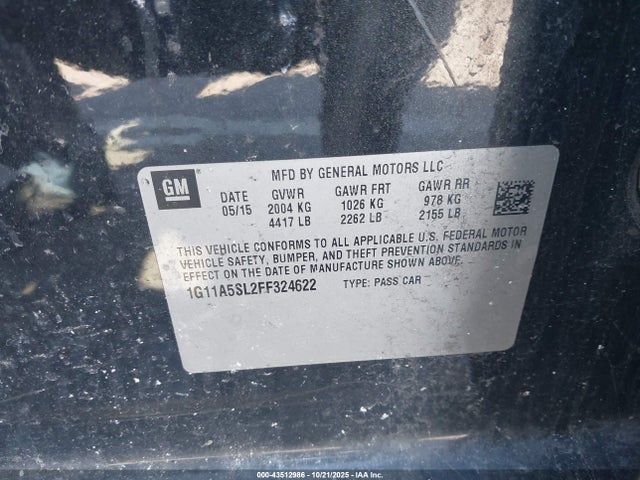 GM
MFD BY GENERAL MOTORS LLC
DATE GVWR GAWR FRT GAWR RR
05/15 2004 KG 1026 KG 978 KG
4417 LB 2262 LB 2155 LB
THIS VEHICLE CONFORMS TO ALL APPLICABLE U.S. FEDERAL MOTOR
VEHICLE SAFETY, BUMPER, AND THEFT PREVENTION STANDARDS IN
EFFECT ON THE DATE OF MANUFACTURE SHOWN ABOVE.
1G11A5SL2FF324622 TYPE: PASS CAR
000-43512986 - 10/21/2025 - IAA Inc.